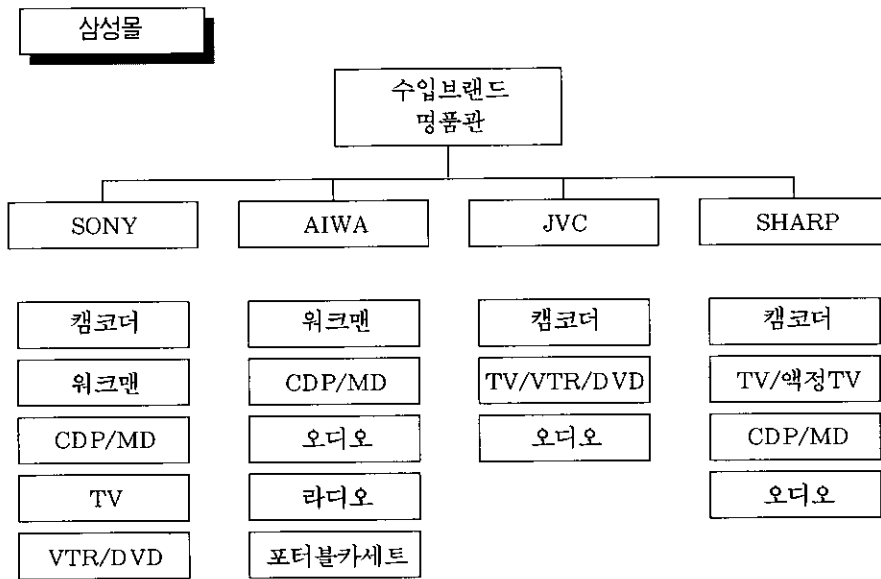 삼성몰
수입브랜드
명품관
SONY AIWA JVC SHARP
캠코더 워크맨 캠코더 캠코더
워크맨 CDP/MD TV/VTR/DVD TV/액정TV
CDP/MD 오디오 오디오 CDP/MD
TV 라디오 오디오
VTR/DVD 포터블카세트